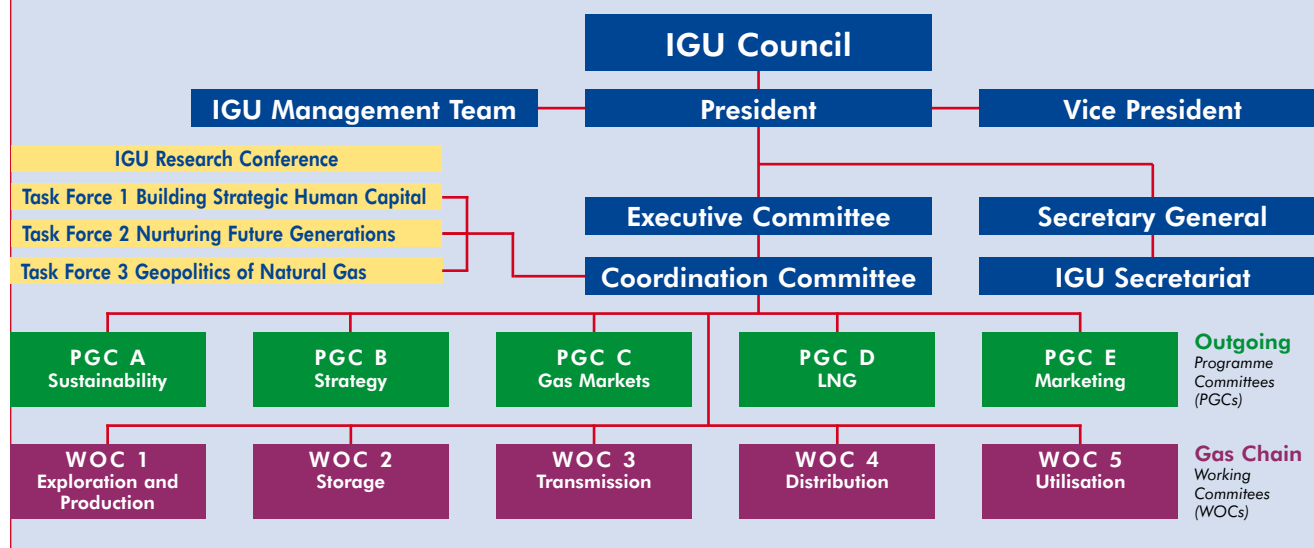 IGU Council
IGU Management Team
President
Vice President
IGU Research Conference
Task Force 1 Building Strategic Human Capital
Task Force 2 Nurturing Future Generations
Task Force 3 Geopolitics of Natural Gas
Executive Committee
Secretary General
Coordination Committee
IGU Secretariat
PGC A
Sustainability
PGC B
Strategy
PGC C
Gas Markets
PGC D
LNG
PGC E
Marketing
Outgoing
Programme
Committees
(PGCs)
WOC 1
Exploration and
Production
WOC 2
Storage
WOC 3
Transmission
WOC 4
Distribution
WOC 5
Utilisation
Gas Chain
Working
Commitees
(WOCs)